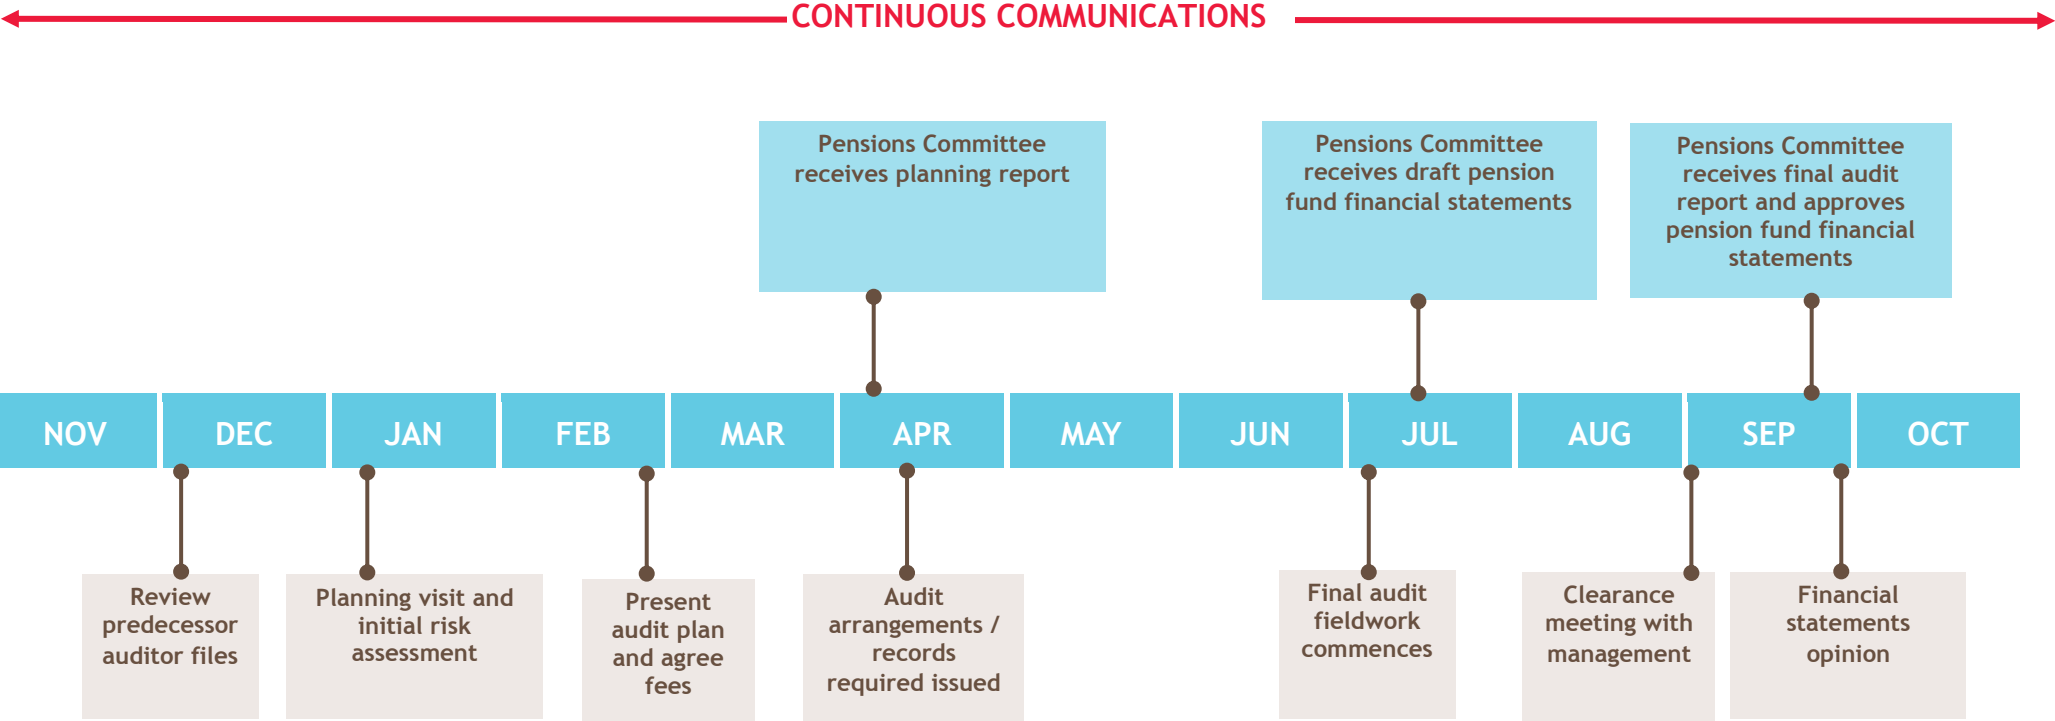 CONTINUOUS COMMUNICATIONS
Pensions Committee
receives planning report
Pensions Committee
receives draft pension
fund financial statements
Pensions Committee
receives final audit
report and approves
pension fund financial
statements
NOV
DEC
JAN
FEB
MAR
APR
MAY
JUN
JUL
AUG
SEP
OCT
Review
predecessor
auditor files
Planning visit and
initial risk
assessment
Present
audit plan
and agree
fees
Audit
arrangements /
records
required issued
Final audit
fieldwork
commences
Clearance
meeting with
management
Financial
statements
opinion